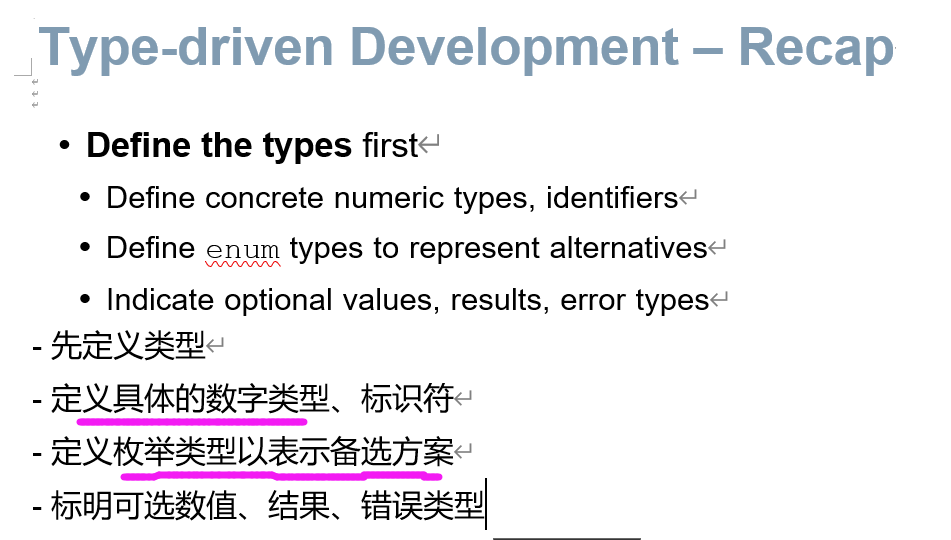 Type-driven Development – Recap
• Define the types first
• Define concrete numeric types, identifiers
• Define enum types to represent alternatives
• Indicate optional values, results, error types
- 先定义类型
- 定义具体的数字类型、标识符
- 定义枚举类型以表示备选方案
- 标明可选数值、结果、错误类型